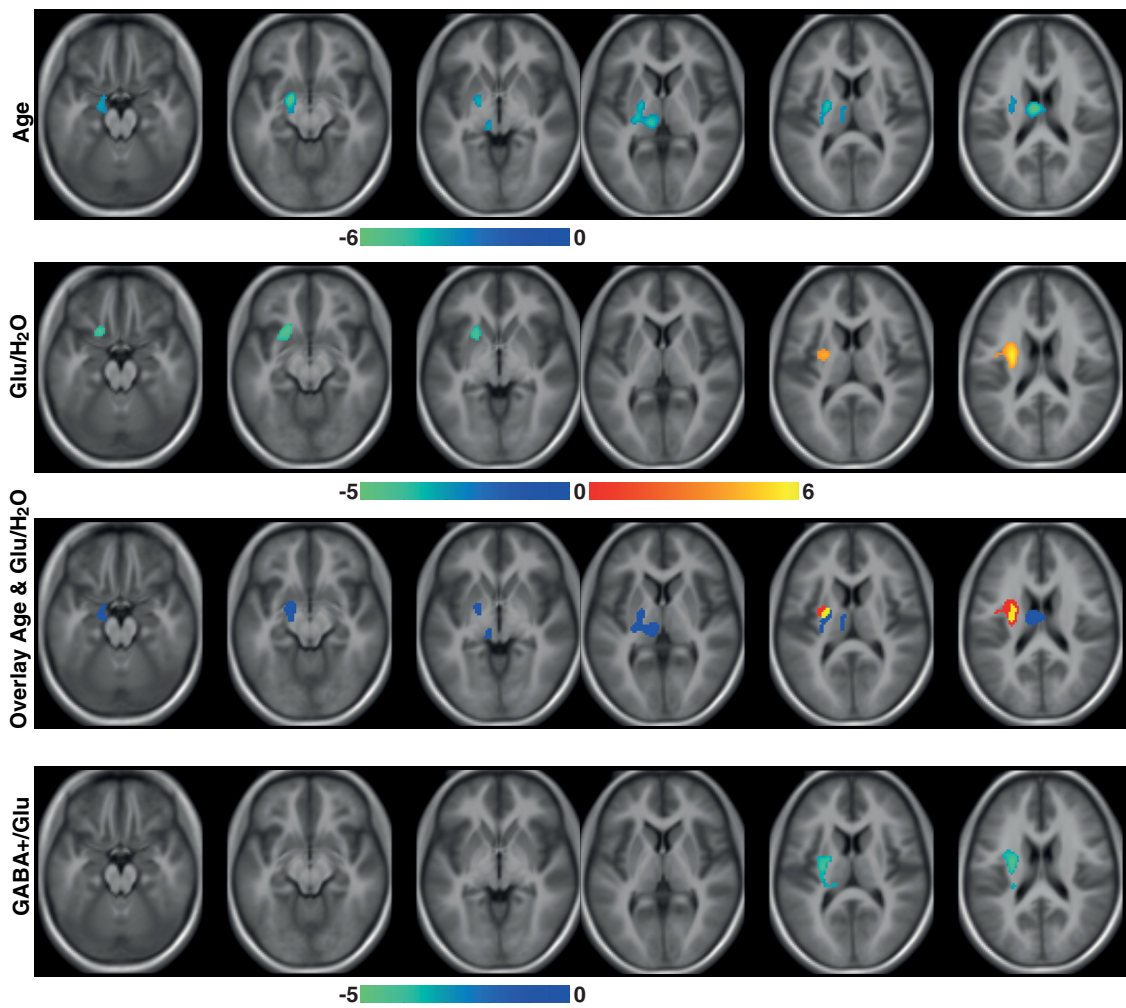 Age
-6 0
Glu/H₂O
-5 0 6
Overlay Age & Glu/H₂O
GABA+/Glu
-5 0